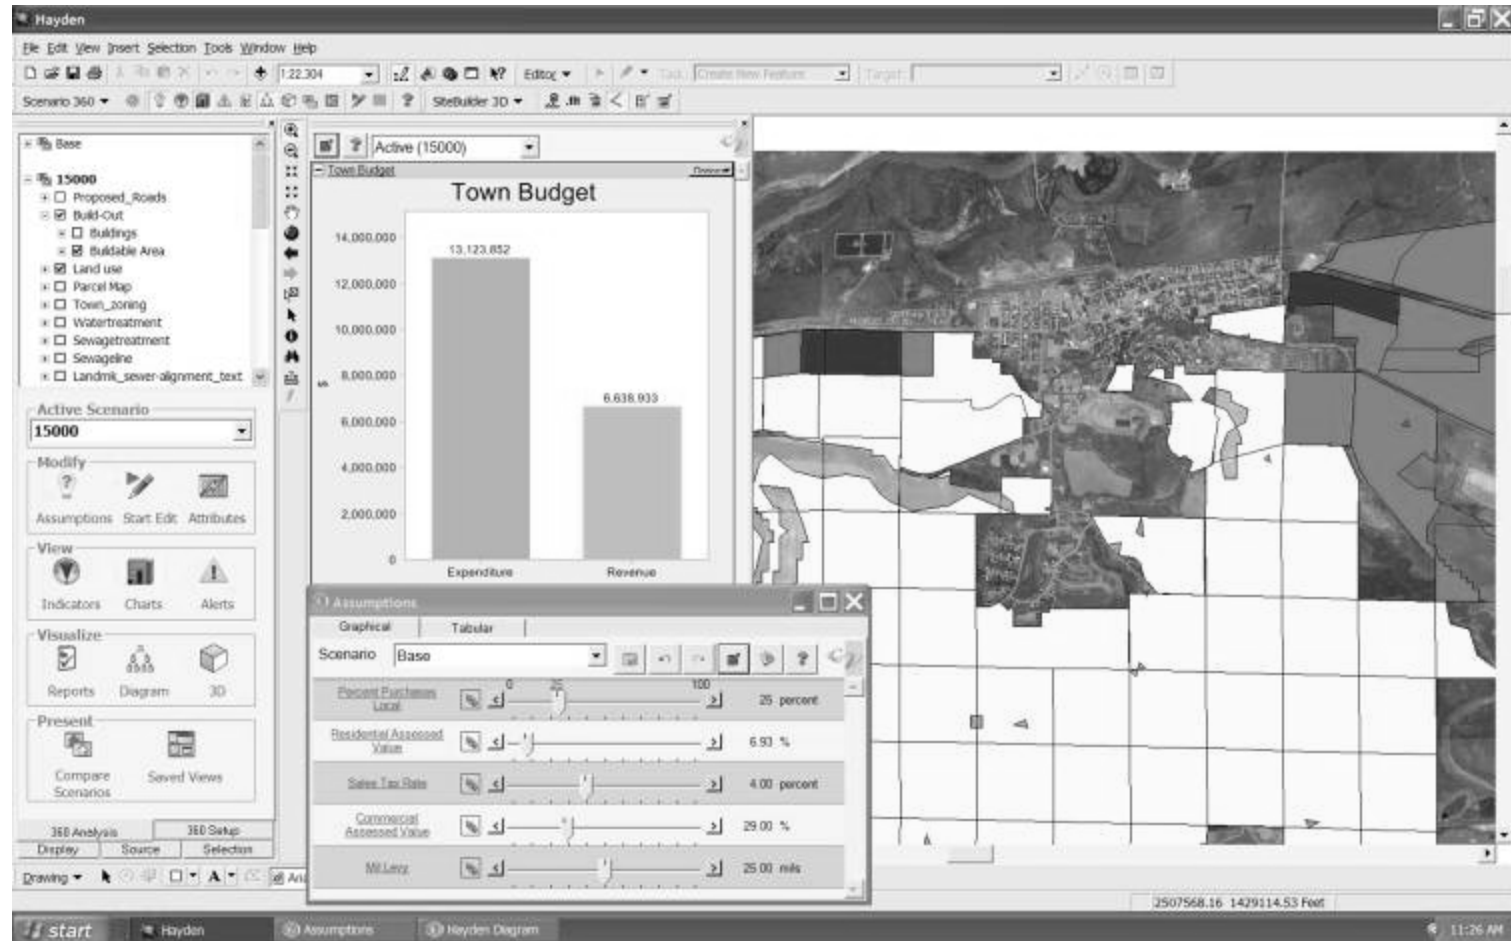 Hayden
File Edit View Insert Selection Tools Window Help
1:22,304 Editor Task: Create New Feature Target:
Scenario 360 SiteBuilder 3D
Base
15000
Proposed_Roads
Build-Out
Buildings
Buildable Area
Land use
Parcel Map
Town_zoning
Watertreatment
Sewagetreatment
Sewageline
Landmk_sewer-alignment_text
Active Scenario
15000
Modify
Assumptions Start Edit Attributes
View
Indicators Charts Alerts
Visualize
Reports Diagram 3D
Present
Compare Scenarios
Saved Views
360 Analysis 360 Setup
Display Source Selection
Drawing A
Active (15000)
Town Budget
Town Budget
14,000,000
12,000,000
10,000,000
8,000,000
6,000,000
4,000,000
2,000,000
0
$
13,123,852
6,638,933
Expenditure Revenue
Assumptions
Graphical Tabular
Scenario Base
0 25 100
Percent Purchases Local
25 percent
Residential Assessed Value
6.93 %
Sales Tax Rate 4.00 percent
Commercial Assessed Value
29.00 %
Mil Levy 25.00 mils
2507568.16 1429114.53 Feet
start Hayden Assumptions Hayden Diagram 11:26 AM